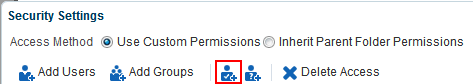 Security Settings
Access Method Use Custom Permissions Inherit Parent Folder Permissions
Add Users Add Groups Delete Access